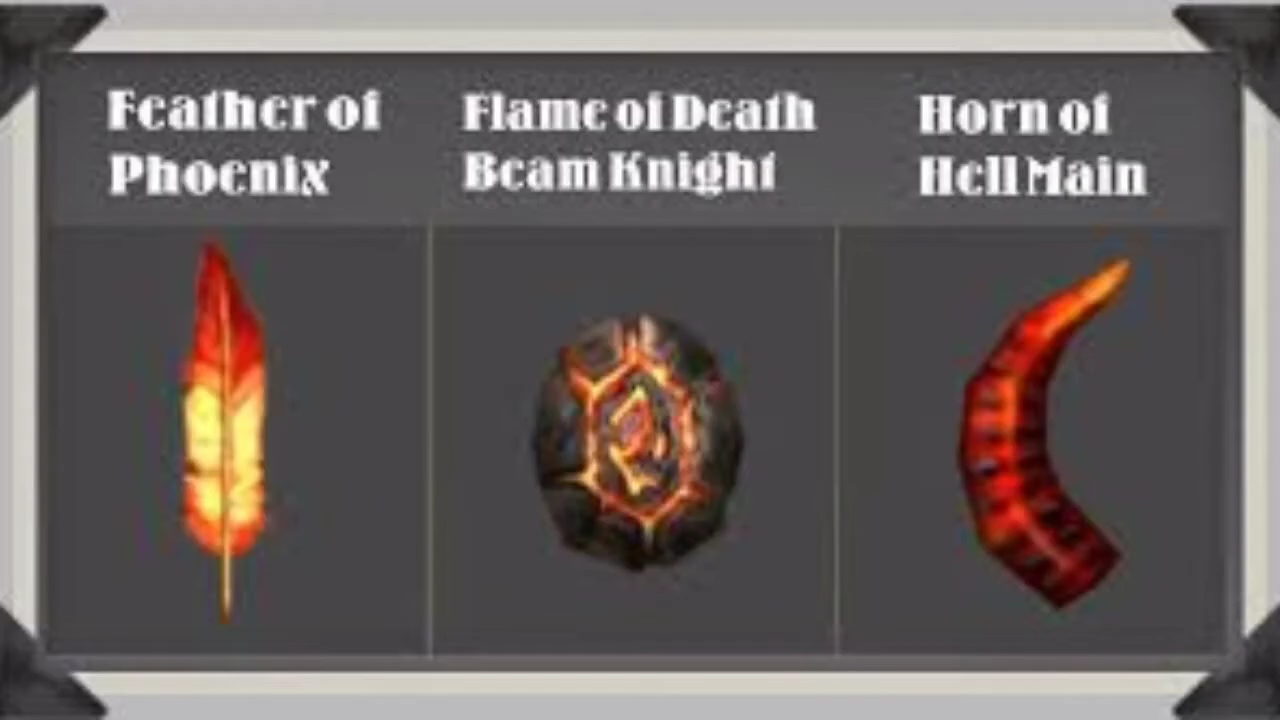 Feather of
Phoenix
Flame of Death
Beam Knight
Horn of
Hell Main